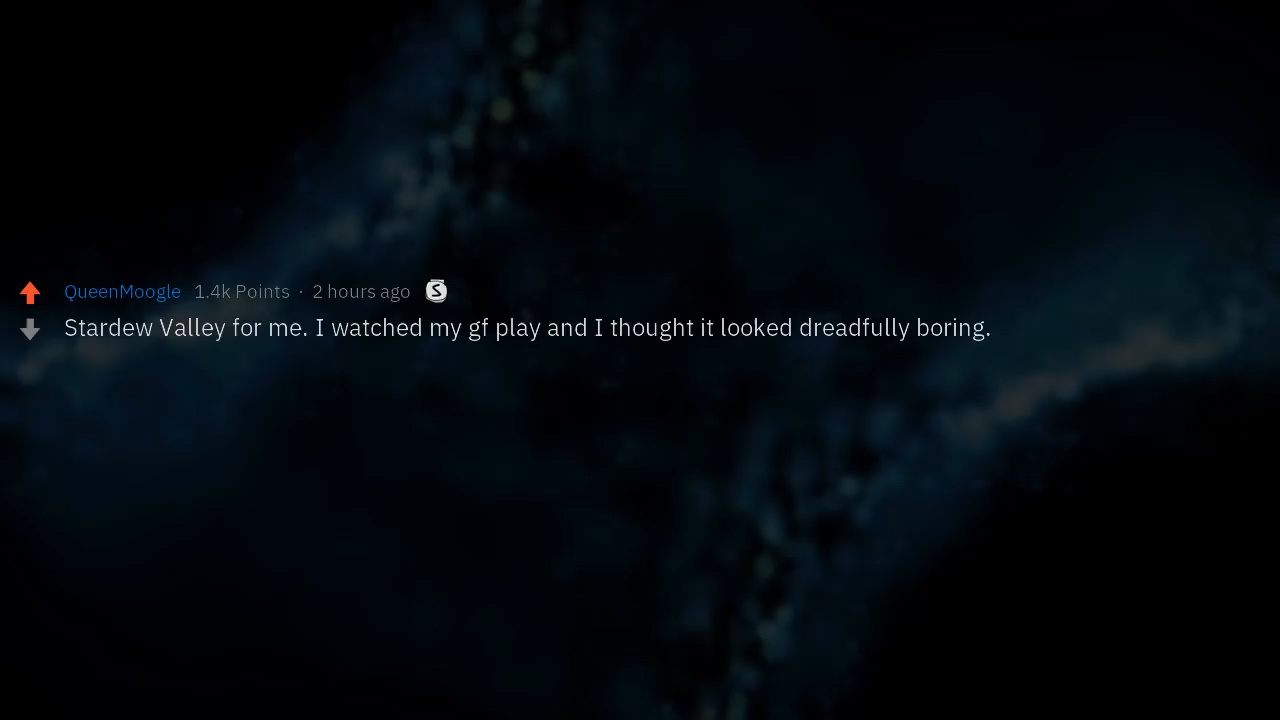 QueenMoogle 1.4k Points · 2 hours ago S
Stardew Valley for me. I watched my gf play and I thought it looked dreadfully boring.